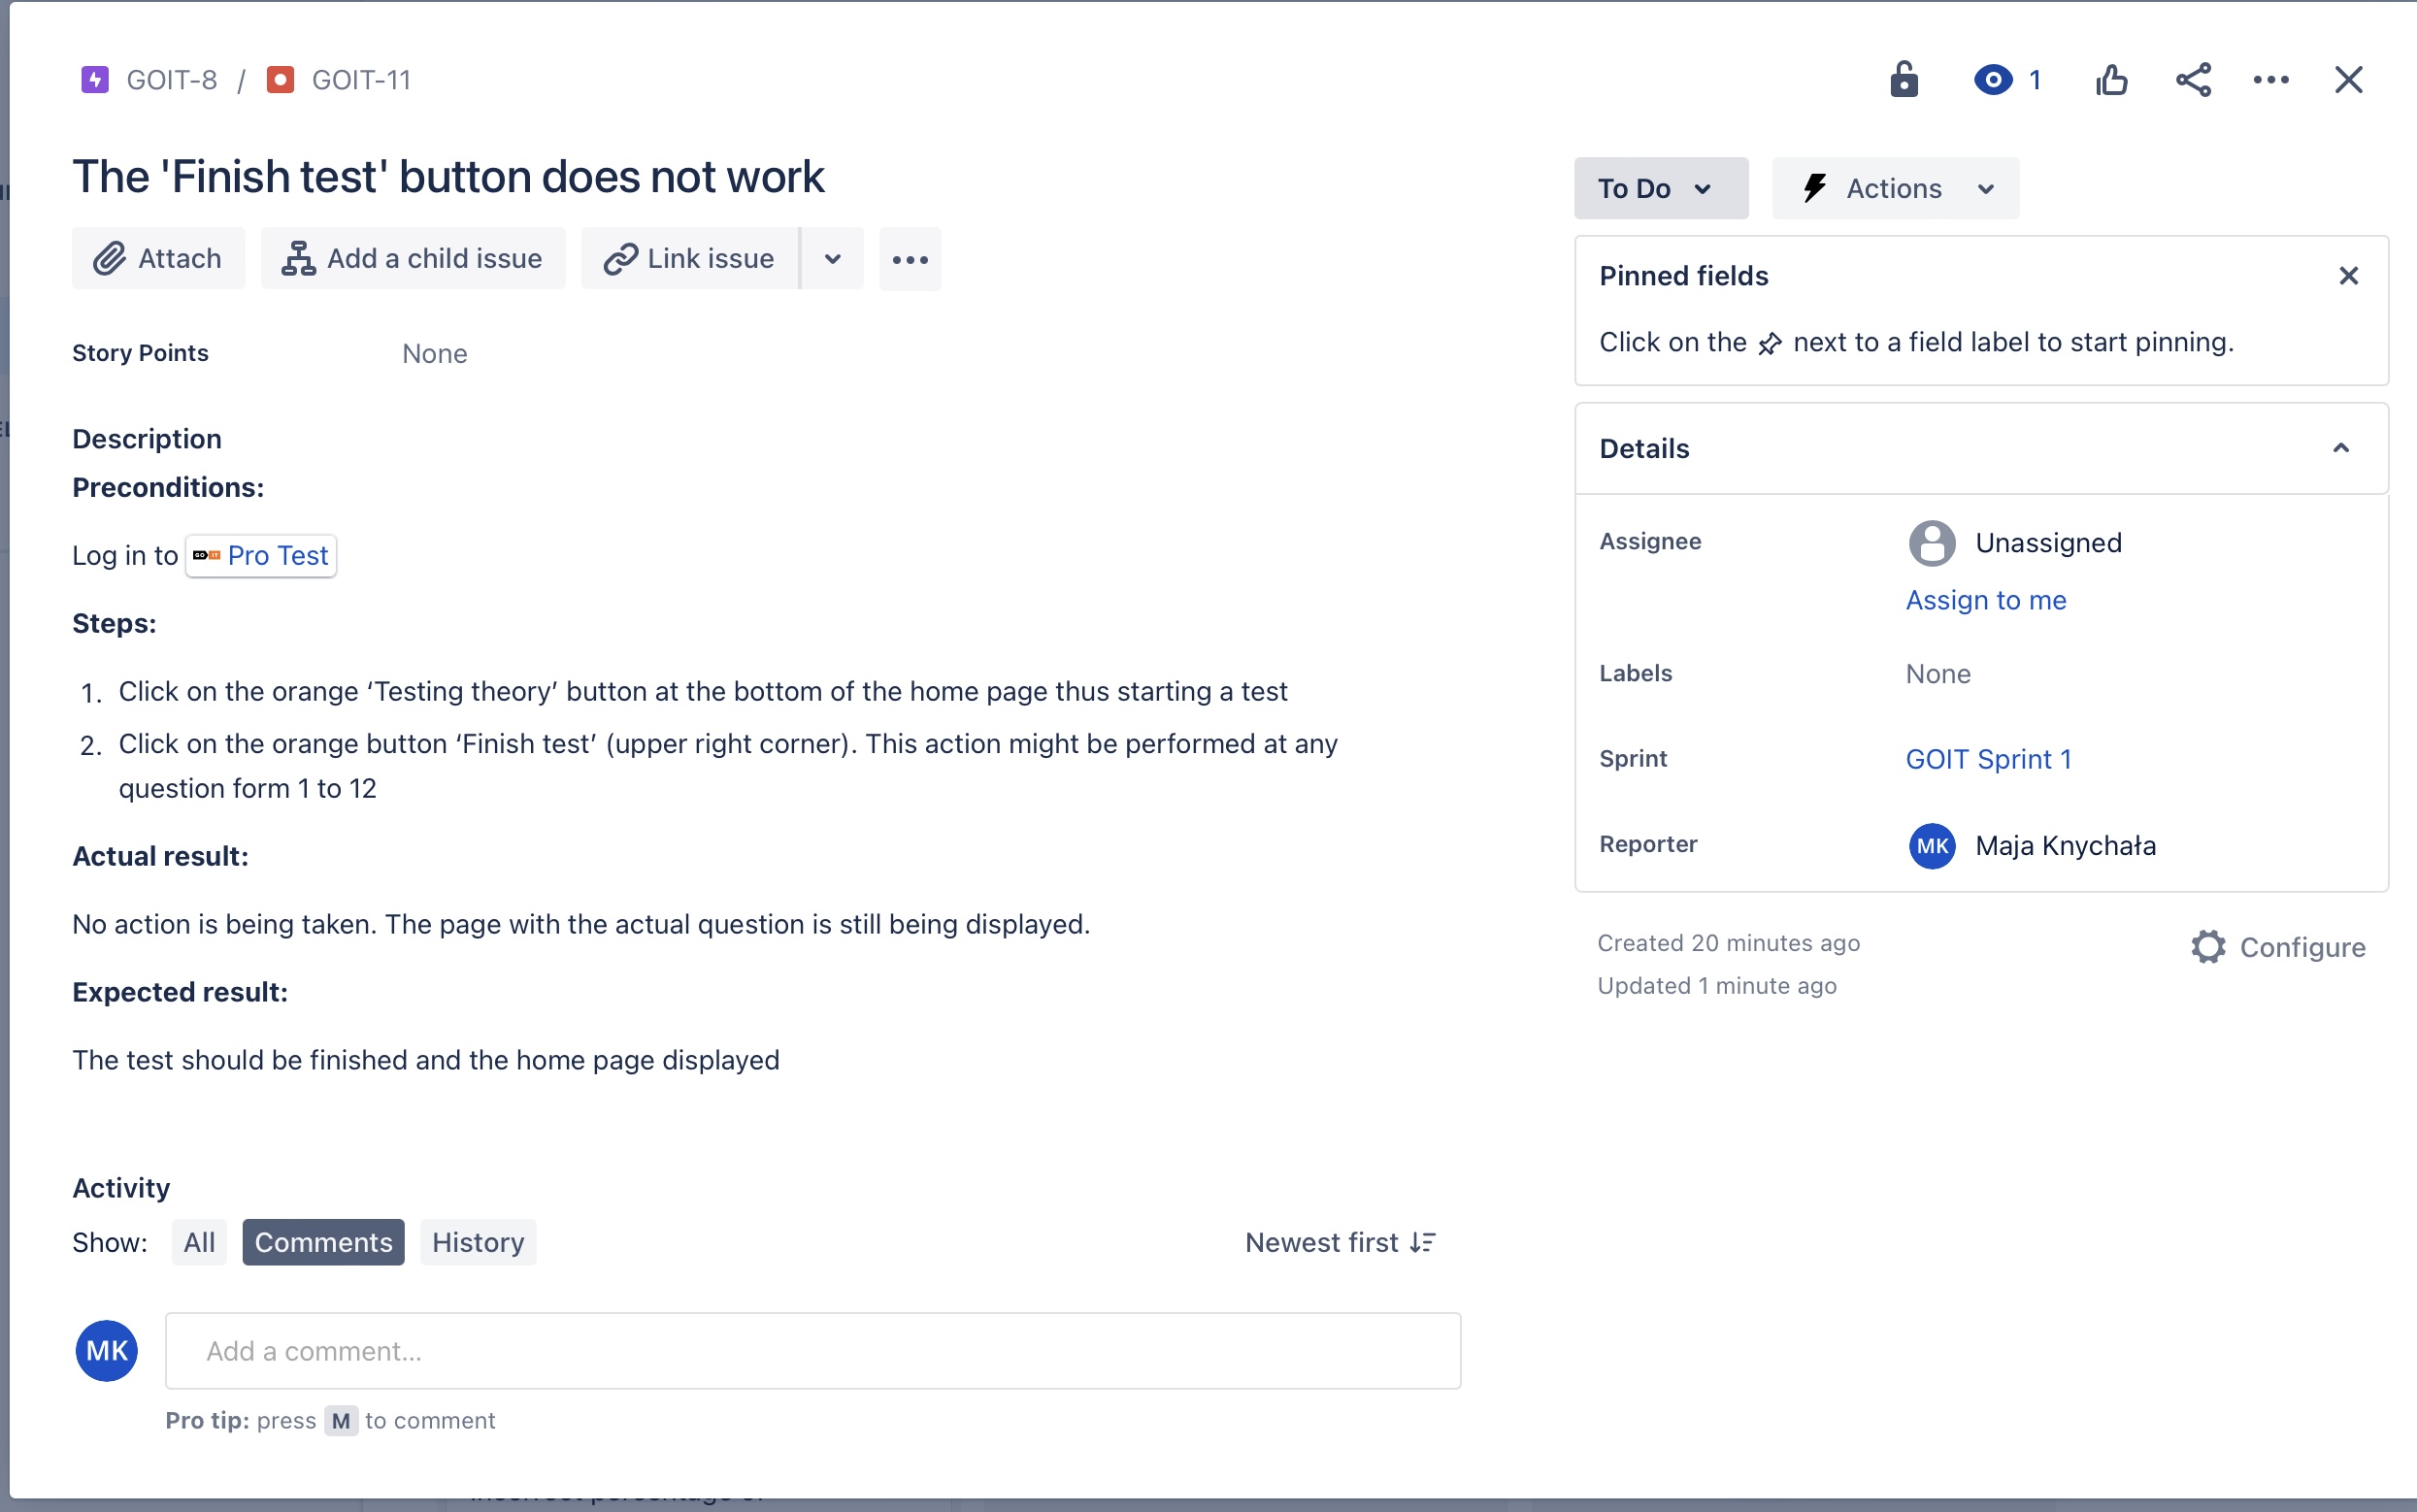 GOIT-8 / GOIT-11
1
The 'Finish test' button does not work
To Do
Actions
Attach
Add a child issue
Link issue
Pinned fields
Click on the next to a field label to start pinning.
Story Points None
Description
Preconditions:
Log in to GO IT Pro Test
Steps:
1. Click on the orange ‘Testing theory’ button at the bottom of the home page thus starting a test
2. Click on the orange button ‘Finish test’ (upper right corner). This action might be performed at any
question form 1 to 12
Actual result:
No action is being taken. The page with the actual question is still being displayed.
Expected result:
The test should be finished and the home page displayed
Details
Assignee Unassigned
Assign to me
Labels None
Sprint GOIT Sprint 1
Reporter MK Maja Knychała
Created 20 minutes ago
Configure
Updated 1 minute ago
Activity
Show: All Comments History Newest first
MK Add a comment...
Pro tip: press M to comment